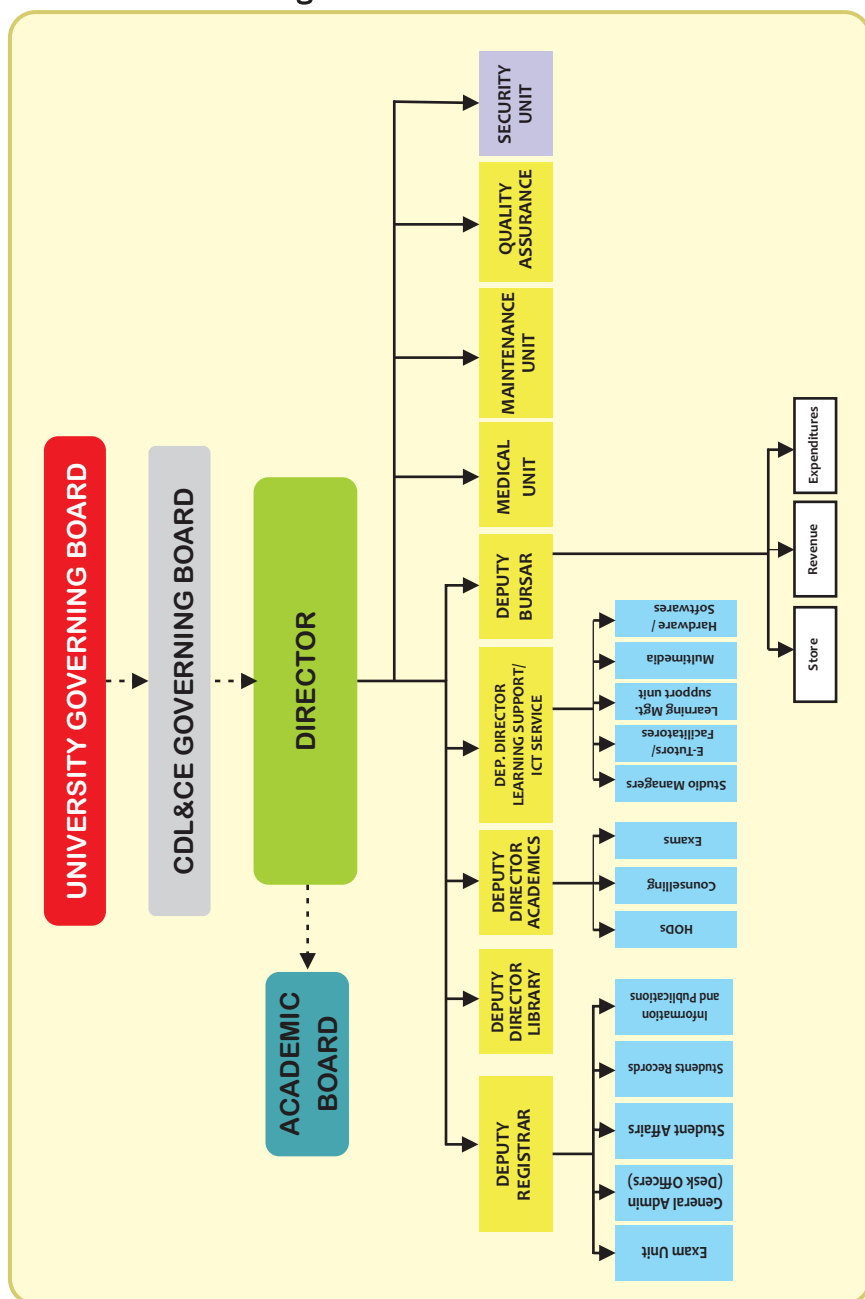 UNIVERSITY GOVERNING BOARD
CDL&CE GOVERNING BOARD
DIRECTOR
ACADEMIC
BOARD
DEPUTY
REGISTRAR
DEPUTY
DIRECTOR
LIBRARY
DEPUTY
DIRECTOR
ACADEMICS
DEP. DIRECTOR
LEARNING SUPPORT/
ICT SERVICE
DEPUTY
BURSAR
MEDICAL
UNIT
MAINTENANCE
UNIT
QUALITY
ASSURANCE
SECURITY
UNIT
Exam Unit
General Admin
(Desk Officers)
Student Affairs
Students Records
Information
and Publications
HODs
Counselling
Exams
Studio Managers
E-Tutors/
Facilitatores
Learning Mgt.
support unit
Multimedia
Hardware /
Softwares
Store
Revenue
Expenditures